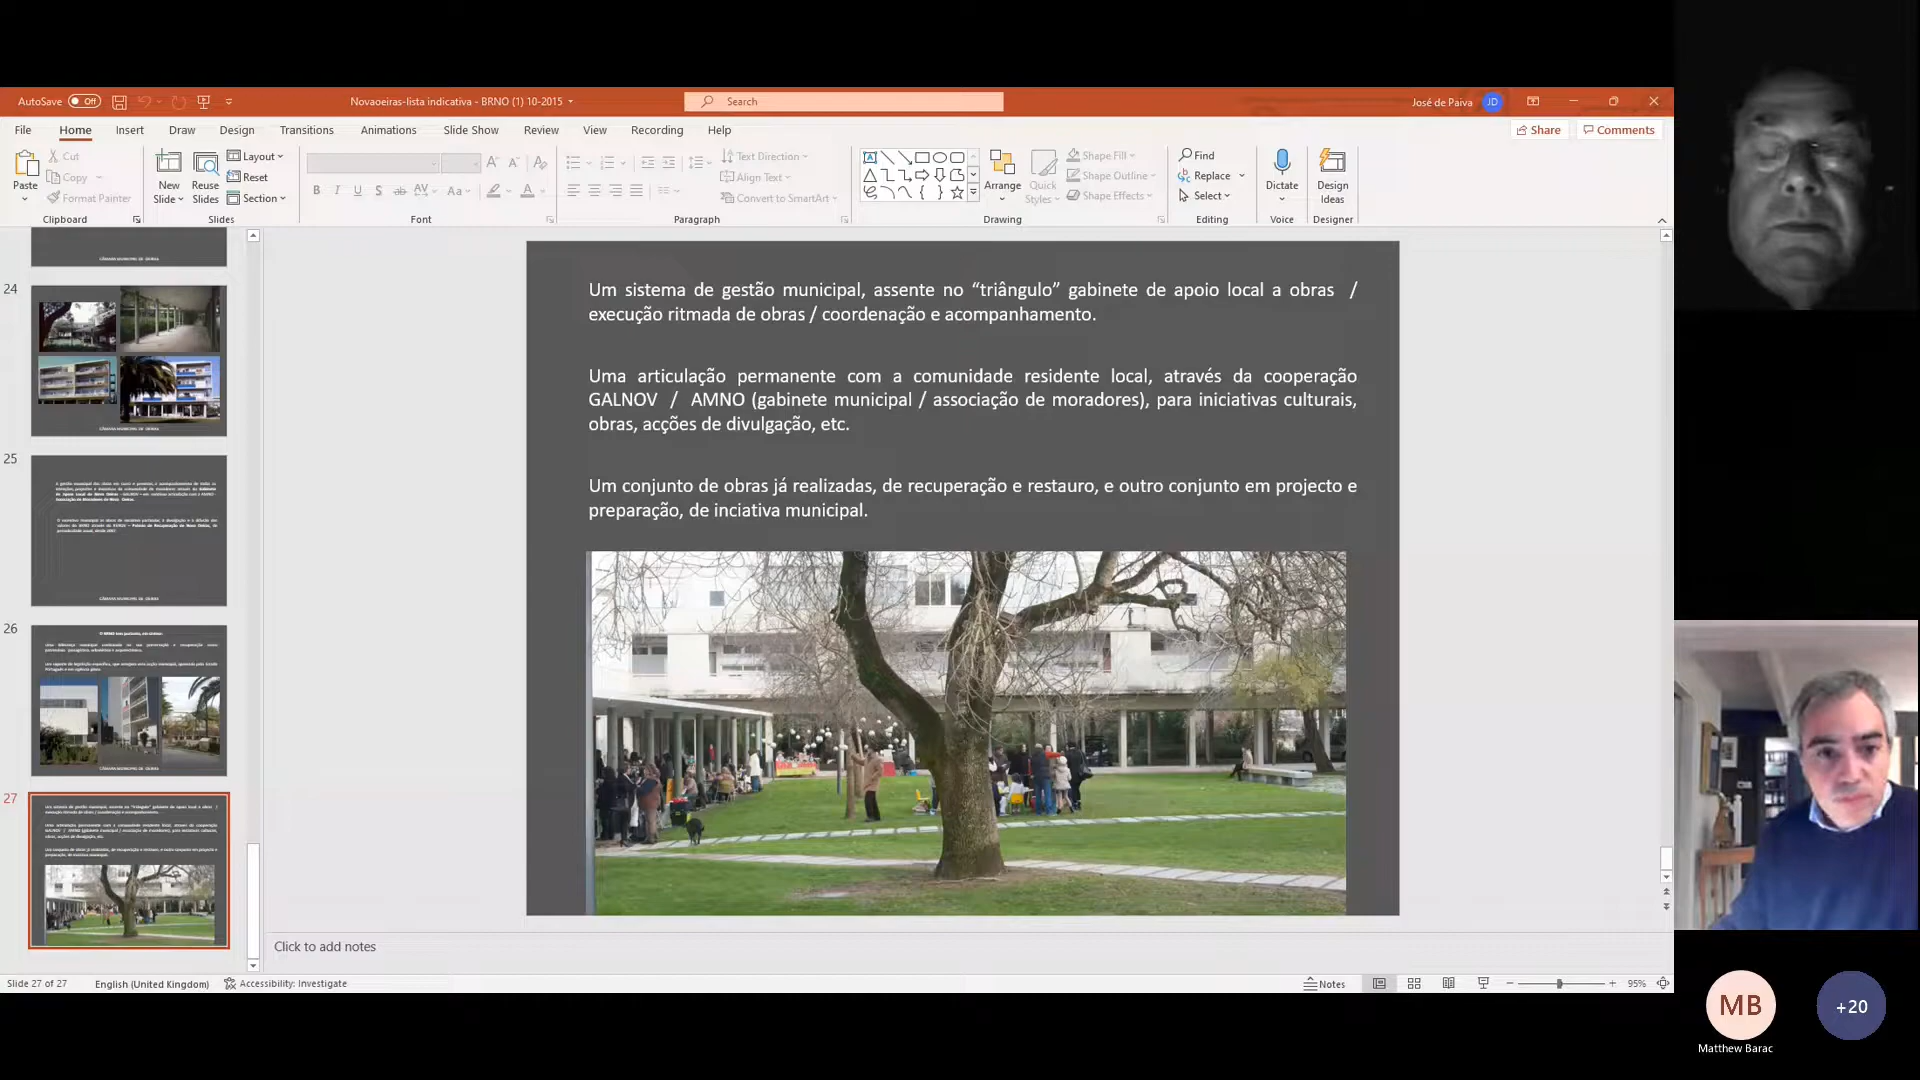 AutoSave Off
Novaoeiras-lista indicativa - BRNO (1) 10-2015
Search
José de Paiva JD
File Home Insert Draw Design Transitions Animations Slide Show Review View Recording Help
Share Comments
Paste
Cut
Copy
Format Painter
Clipboard
New Slide
Reuse Slides
Layout
Reset
Section
Slides
Font
Text Direction
Align Text
Convert to SmartArt
Paragraph
Arrange
Quick Styles
Shape Fill
Shape Outline
Shape Effects
Drawing
Find
Replace
Select
Editing
Dictate
Voice
Design Ideas
Designer
24
25
26
27
Um sistema de gestão municipal, assente no “triângulo” gabinete de apoio local a obras /
execução ritmada de obras / coordenação e acompanhamento.
Uma articulação permanente com a comunidade residente local, através da cooperação
GALNOV / AMNO (gabinete municipal / associação de moradores), para iniciativas culturais,
obras, acções de divulgação, etc.
Um conjunto de obras já realizadas, de recuperação e restauro, e outro conjunto em projecto e
preparação, de inciativa municipal.
Click to add notes
Slide 27 of 27 English (United Kingdom) Accessibility: Investigate
Notes 95%
MB
+20
Matthew Barac